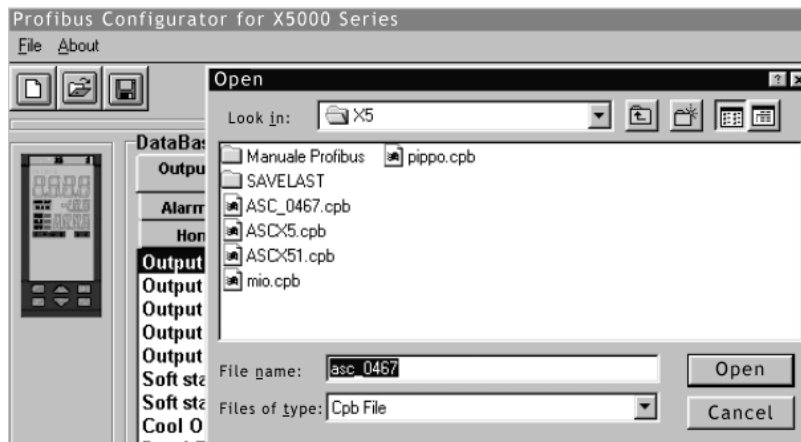 Profibus Configurator for X5000 Series
File About
Open
Look in: X5
DataBas
Outpu
Alarm
Hon
Output
Output
Output
Output
Output
Soft sta
Soft sta
Cool O
Manuale Profibus
SAVELAST
ASC_0467.cpb
ASCX5.cpb
ASCX51.cpb
mio.cpb
pippo.cpb
File name: asc_0467
Open
Files of type: Cpb File
Cancel